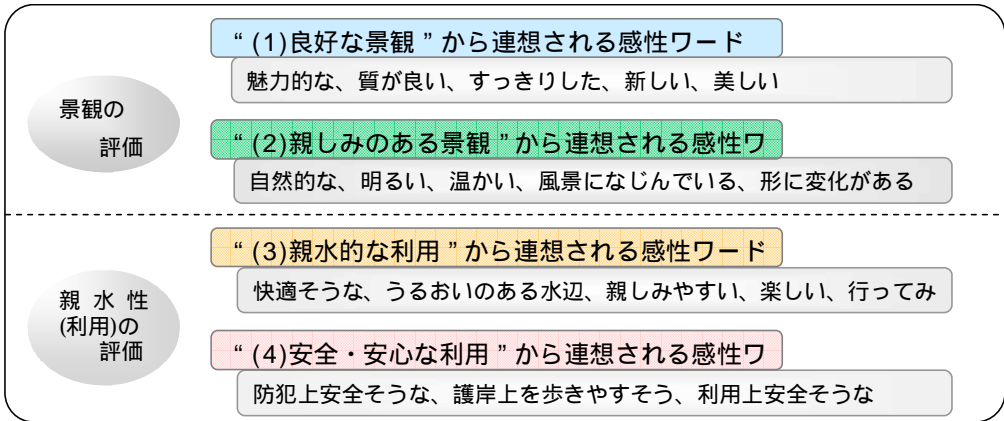 “ (1)良好な景観 ” から連想される感性ワード
魅力的な、質が良い、すっきりした、新しい、美しい
景観の
評価
“ (2)親しみのある景観 ” から連想される感性ワ
自然的な、明るい、温かい、風景になじんでいる、形に変化がある
“ (3)親水的な利用 ” から連想される感性ワード
快適そうな、うるおいのある水辺、親しみやすい、楽しい、行ってみ
親 水 性
(利用)の
評価
“ (4)安全・安心な利用 ” から連想される感性ワ
防犯上安全そうな、護岸上を歩きやすそう、利用上安全そうな